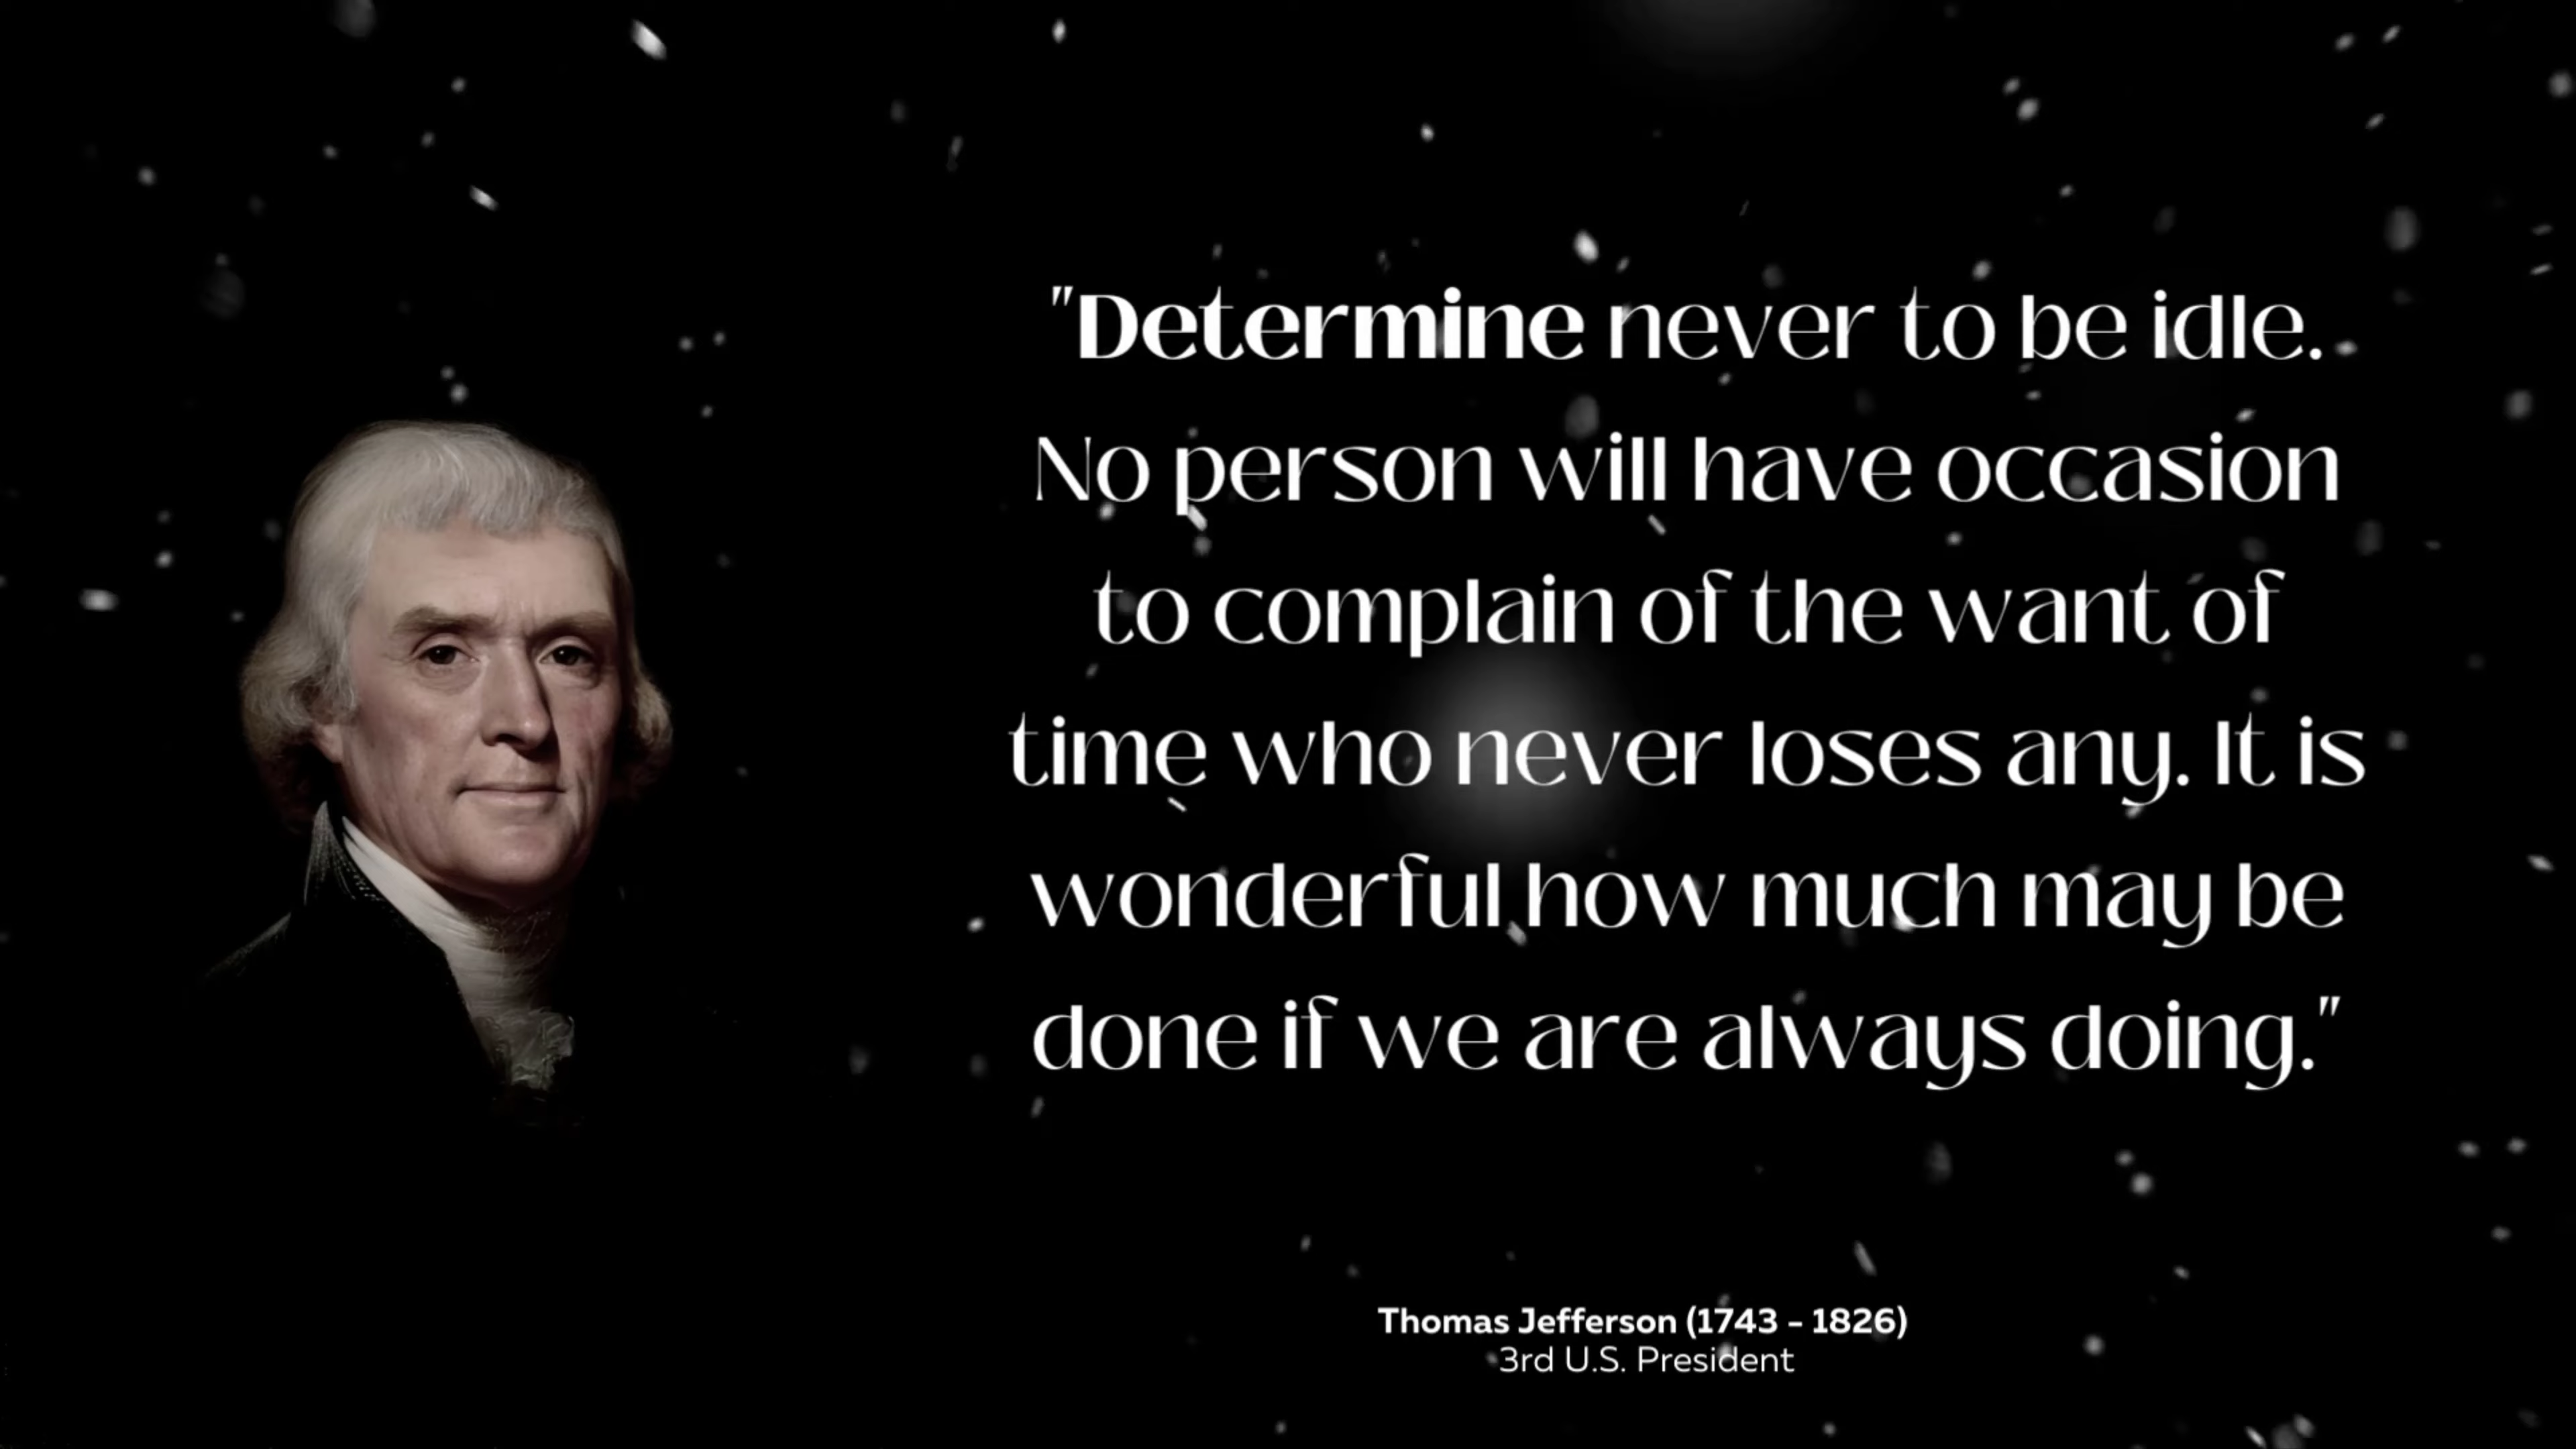 "Determine never to be idle.
No person will have occasion
to complain of the want of
time who never loses any. It is
wonderful how much may be
done if we are always doing."
Thomas Jefferson (1743 - 1826)
3rd U.S. President